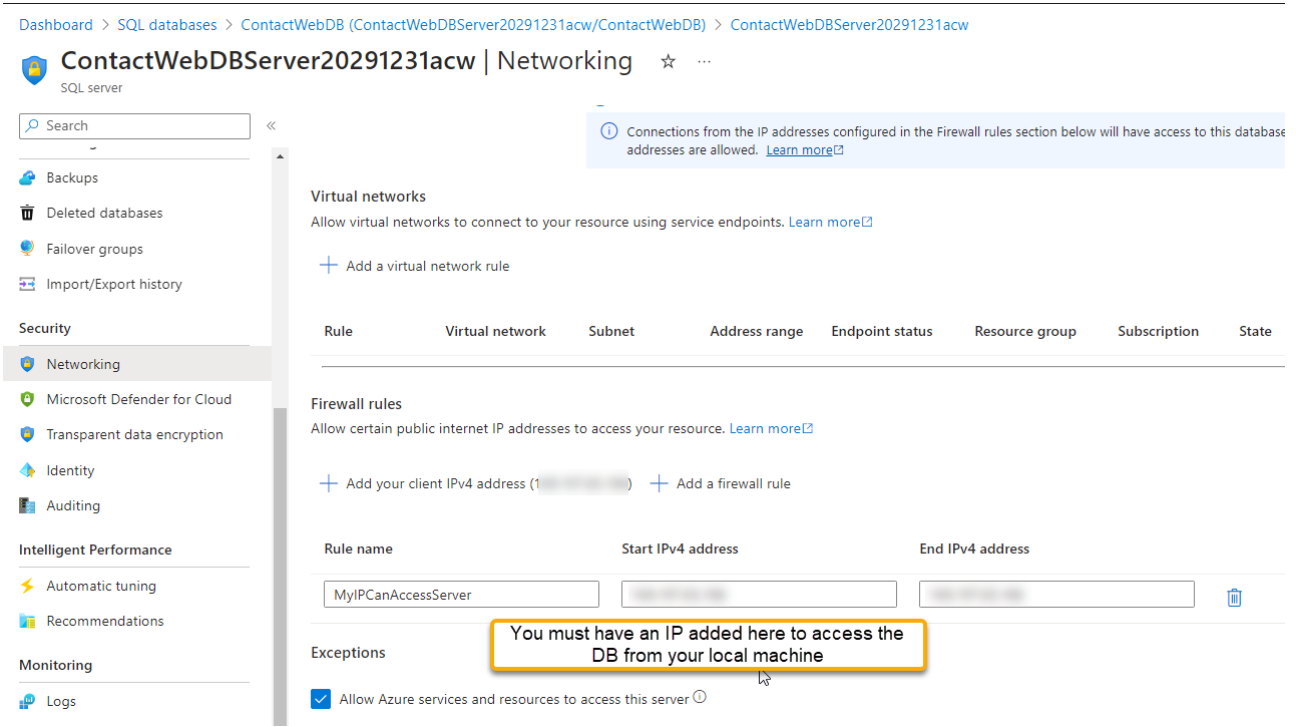 Dashboard > SQL databases > ContactWebDB (ContactWebDBServer20291231acw/ContactWebDB) > ContactWebDBServer20291231acw
ContactWebDBServer20291231acw | Networking
SQL server
Search
Backups
Deleted databases
Failover groups
Import/Export history
Security
Networking
Microsoft Defender for Cloud
Transparent data encryption
Identity
Auditing
Intelligent Performance
Automatic tuning
Recommendations
Monitoring
Logs
Connections from the IP addresses configured in the Firewall rules section below will have access to this database
addresses are allowed. Learn more
Virtual networks
Allow virtual networks to connect to your resource using service endpoints. Learn more
Add a virtual network rule
Rule Virtual network Subnet Address range Endpoint status Resource group Subscription State
Firewall rules
Allow certain public internet IP addresses to access your resource. Learn more
Add your client IPv4 address (1 ) Add a firewall rule
Rule name Start IPv4 address End IPv4 address
MyIPCanAccessServer
You must have an IP added here to access the
DB from your local machine
Exceptions
Allow Azure services and resources to access this server